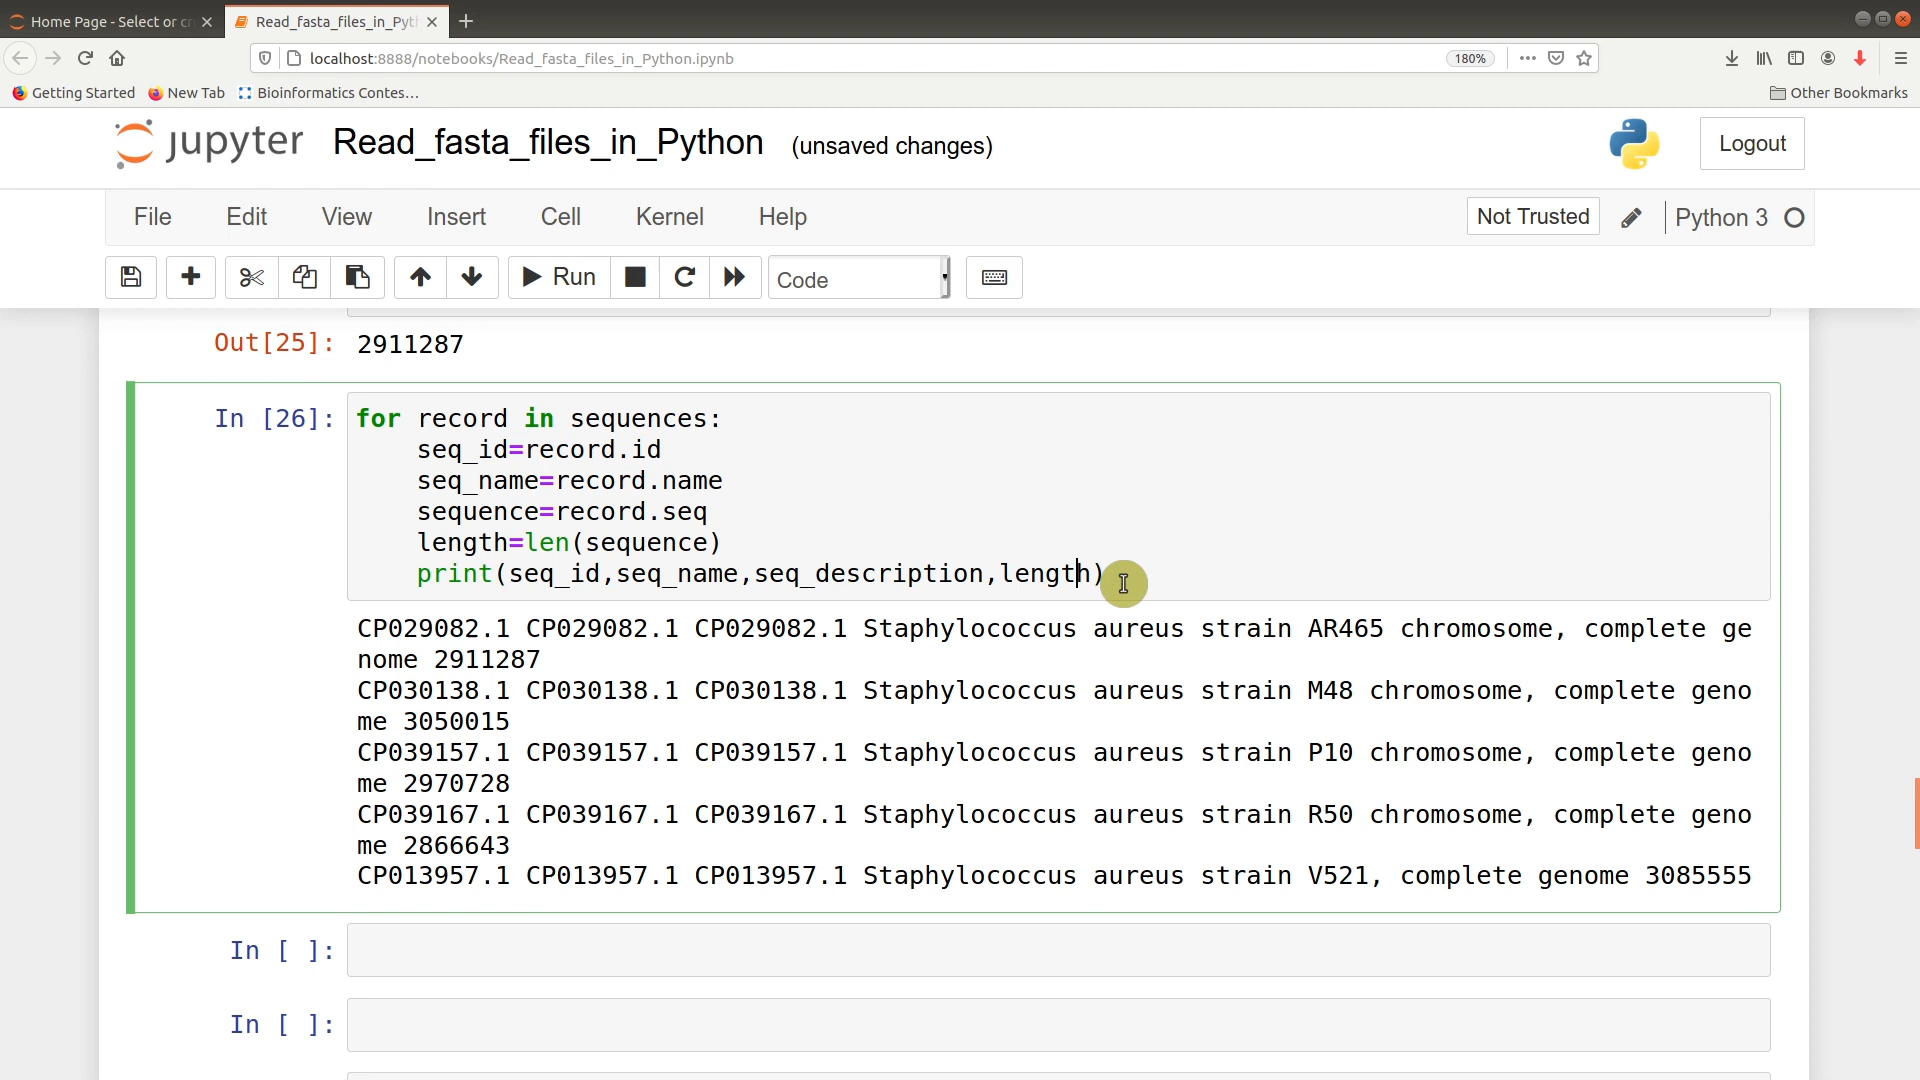 Home Page - Select or cr
Read_fasta_files_in_Pyt
localhost:8888/notebooks/Read_fasta_files_in_Python.ipynb
180%
Getting Started
New Tab
Bioinformatics Contes...
Other Bookmarks
jupyter
Read_fasta_files_in_Python
(unsaved changes)
Logout
File
Edit
View
Insert
Cell
Kernel
Help
Not Trusted
Python 3
Run
Code
Out[25]: 2911287
In [26]: for record in sequences:
    seq_id=record.id
    seq_name=record.name
    sequence=record.seq
    length=len(sequence)
    print(seq_id,seq_name,seq_description,length)
CP029082.1 CP029082.1 CP029082.1 Staphylococcus aureus strain AR465 chromosome, complete ge
nome 2911287
CP030138.1 CP030138.1 CP030138.1 Staphylococcus aureus strain M48 chromosome, complete geno
me 3050015
CP039157.1 CP039157.1 CP039157.1 Staphylococcus aureus strain P10 chromosome, complete geno
me 2970728
CP039167.1 CP039167.1 CP039167.1 Staphylococcus aureus strain R50 chromosome, complete geno
me 2866643
CP013957.1 CP013957.1 CP013957.1 Staphylococcus aureus strain V521, complete genome 3085555
In [ ]:
In [ ]: